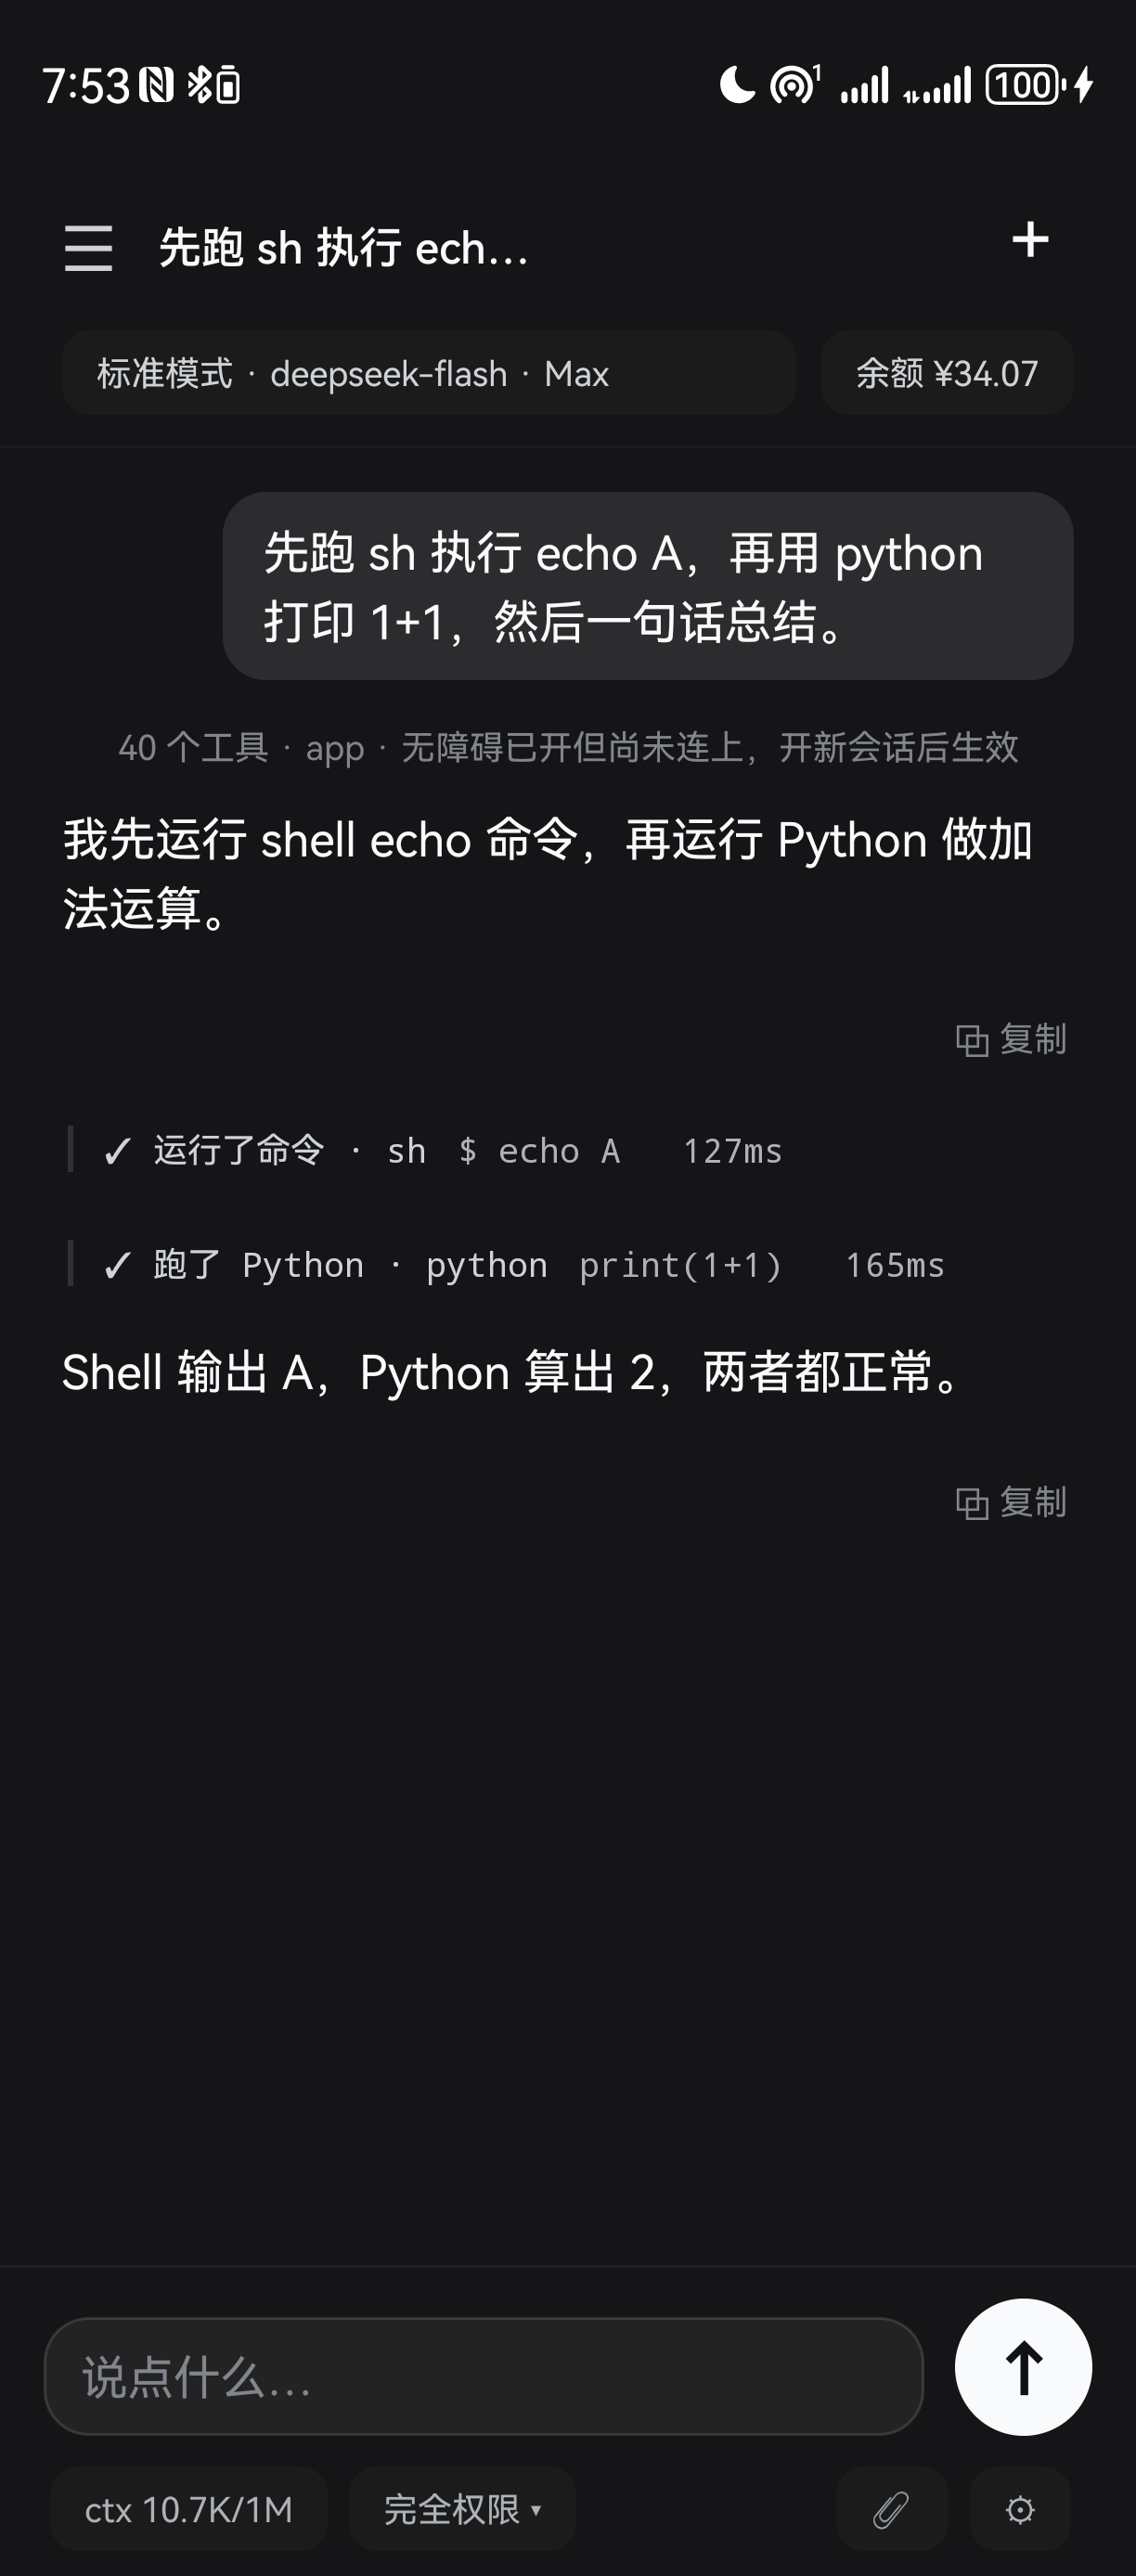 7:53
1
100
先跑 sh 执行 ech...
+
标准模式 · deepseek-flash · Max
余额 ¥34.07
先跑 sh 执行 echo A，再用 python
打印 1+1，然后一句话总结。
40 个工具 · app · 无障碍已开但尚未连上，开新会话后生效
我先运行 shell echo 命令，再运行 Python 做加
法运算。
复制
✓ 运行了命令 · sh $ echo A 127ms
✓ 跑了 Python · python print(1+1) 165ms
Shell 输出 A，Python 算出 2，两者都正常。
复制
说点什么...
ctx 10.7K/1M
完全权限 ▾